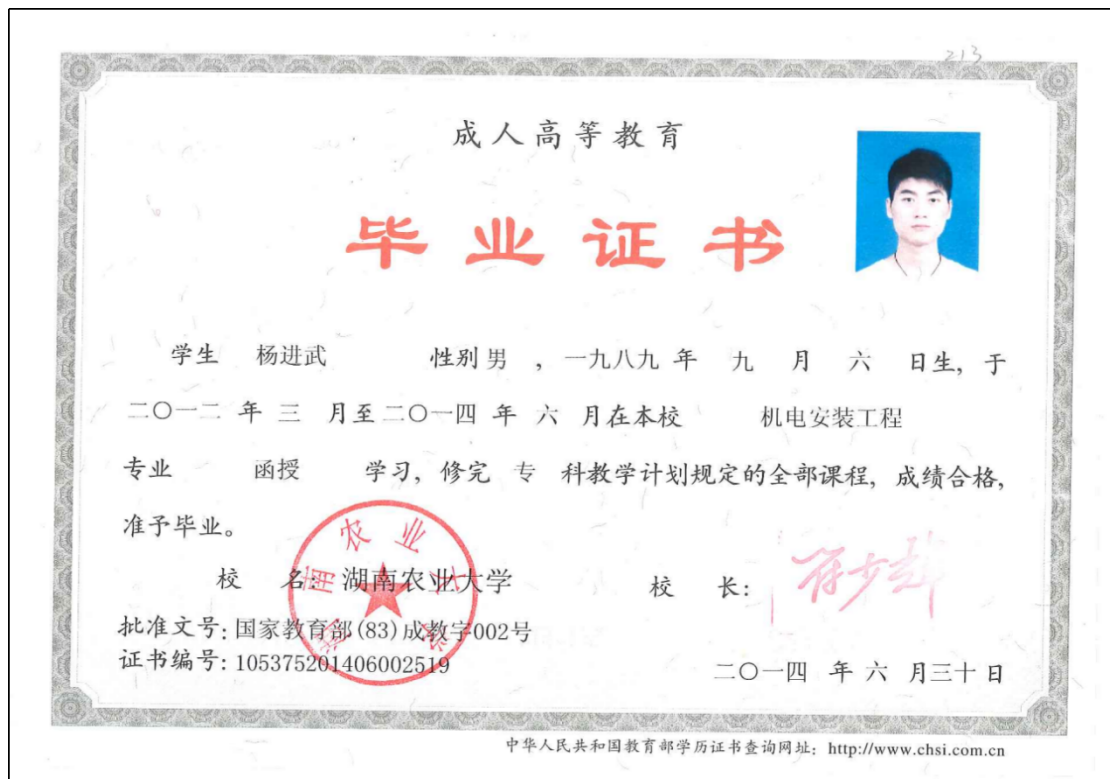 213
成人高等教育
毕业证书
学生 杨进武 性别 男 , 一九八九 年 九 月 六 日生, 于
二〇一二 年 三 月至 二〇一四 年 六 月在本校 机电安装工程
专业 函授 学习, 修完 专 科教学计划规定的全部课程, 成绩合格,
准予毕业。
湖南农业大学
校 名: 湖南农业大学 校 长:
批准文号: 国家教育部(83)成教字002号
证书编号: 105375201406002519
二〇一四 年 六 月三十日
中华人民共和国教育部学历证书查询网址: http://www.chsi.com.cn